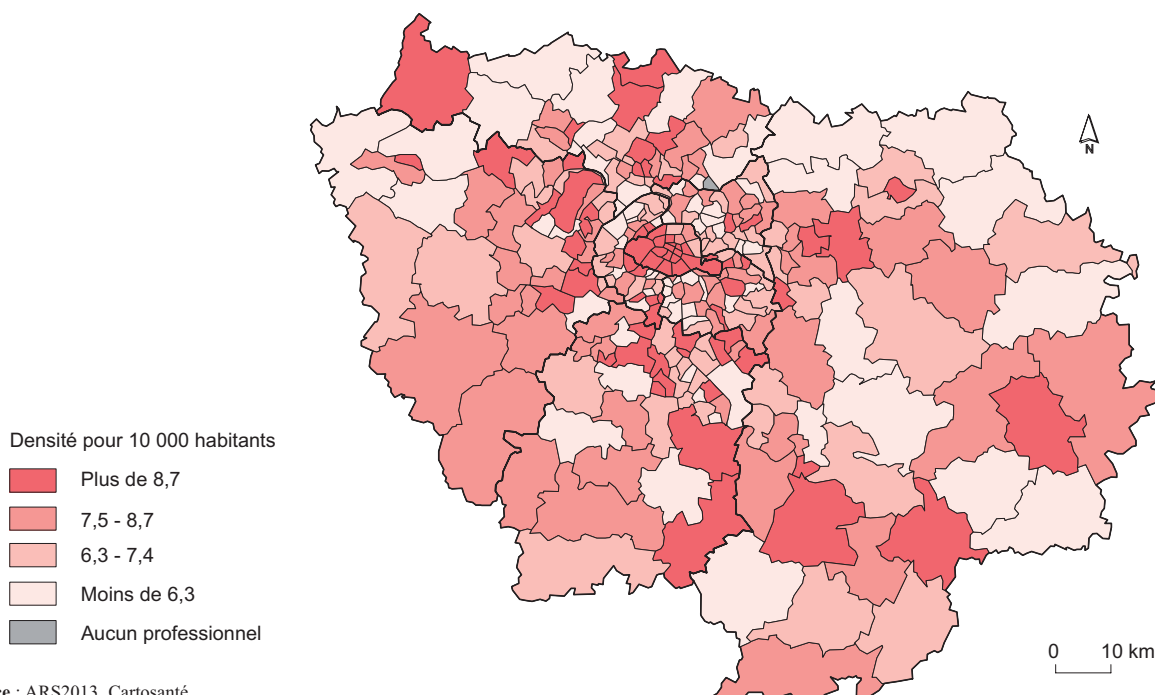 N
Densité pour 10 000 habitants
Plus de 8,7
7,5 - 8,7
6,3 - 7,4
Moins de 6,3
Aucun professionnel
0 10 km
: ARS2013, Cartosanté